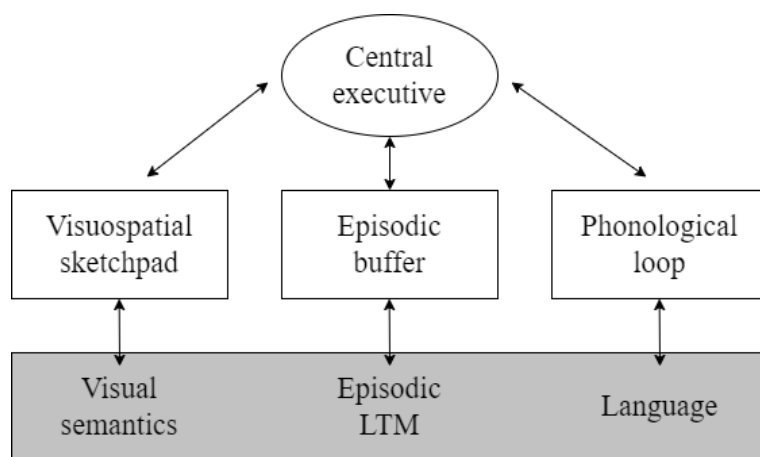 Central
executive
Visuospatial
sketchpad
Episodic
buffer
Phonological
loop
Visual
semantics
Episodic
LTM
Language